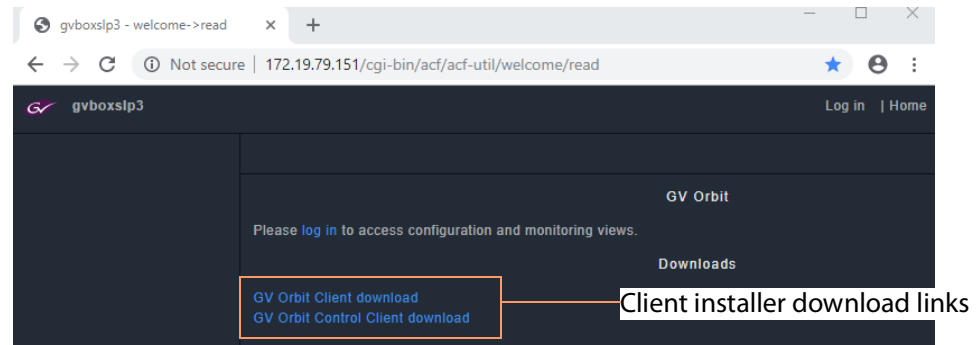 gvboxslp3 - welcome->read
Not secure | 172.19.79.151/cgi-bin/acf/acf-util/welcome/read
GV gvboxslp3 Log in | Home
GV Orbit
Please log in to access configuration and monitoring views.
Downloads
GV Orbit Client download
GV Orbit Control Client download
Client installer download links